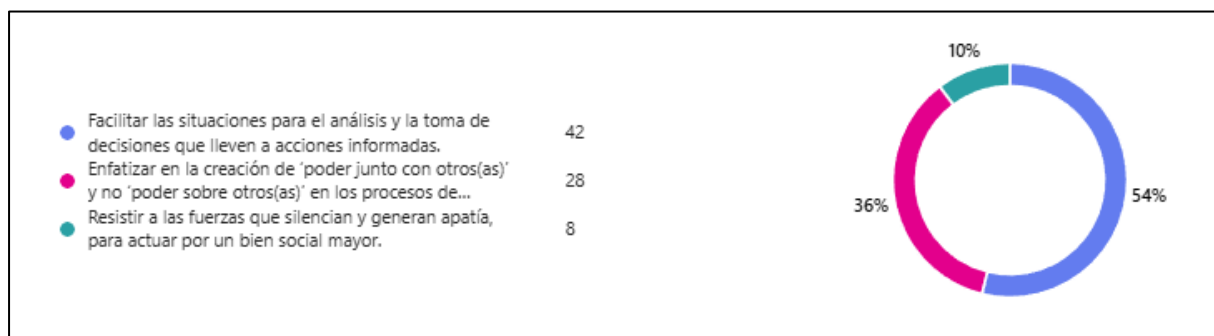 Facilitar las situaciones para el análisis y la toma de
decisiones que lleven a acciones informadas.
42
Enfatizar en la creación de ‘poder junto con otros(as)’
y no ‘poder sobre otros(as)’ en los procesos de...
28
Resistir a las fuerzas que silencian y generan apatía,
para actuar por un bien social mayor.
8
10%
36%
54%